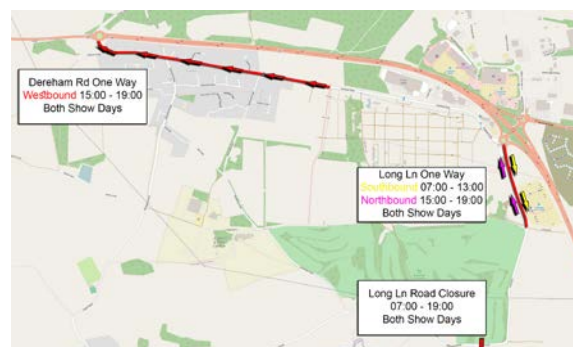 Dereham Rd One Way
Westbound 15:00 - 19:00
Both Show Days
Long Ln One Way
Southbound 07:00 - 13:00
Northbound 15:00 - 19:00
Both Show Days
Long Ln Road Closure
07:00 - 19:00
Both Show Days